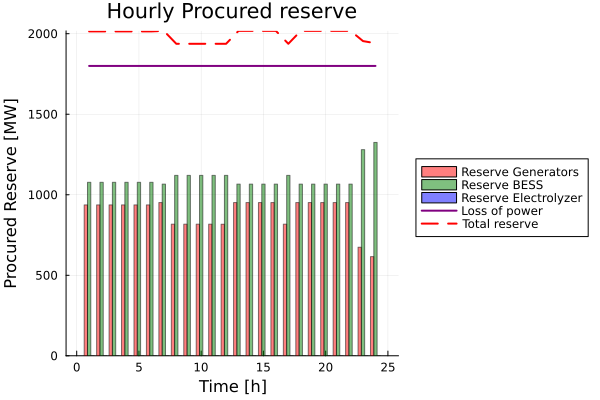 Hourly Procured reserve
Procured Reserve [MW]
2000
1500
1000
500
0
0 5 10 15 20 25
Time [h]
Reserve Generators
Reserve BESS
Reserve Electrolyzer
Loss of power
Total reserve